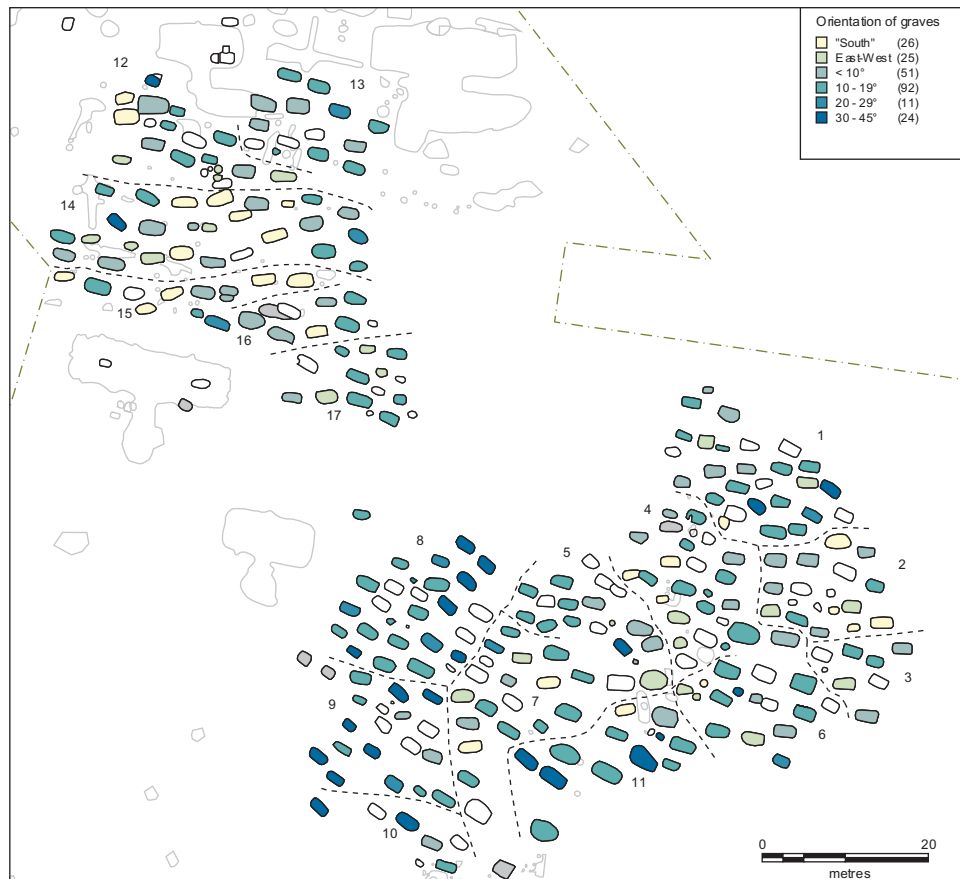 Orientation of graves
"South" (26)
East-West (25)
< 10° (51)
10 - 19° (92)
20 - 29° (11)
30 - 45° (24)
12
13
14
15
16
17
1
4
8
5
2
3
7
9
6
11
10
0 20
metres